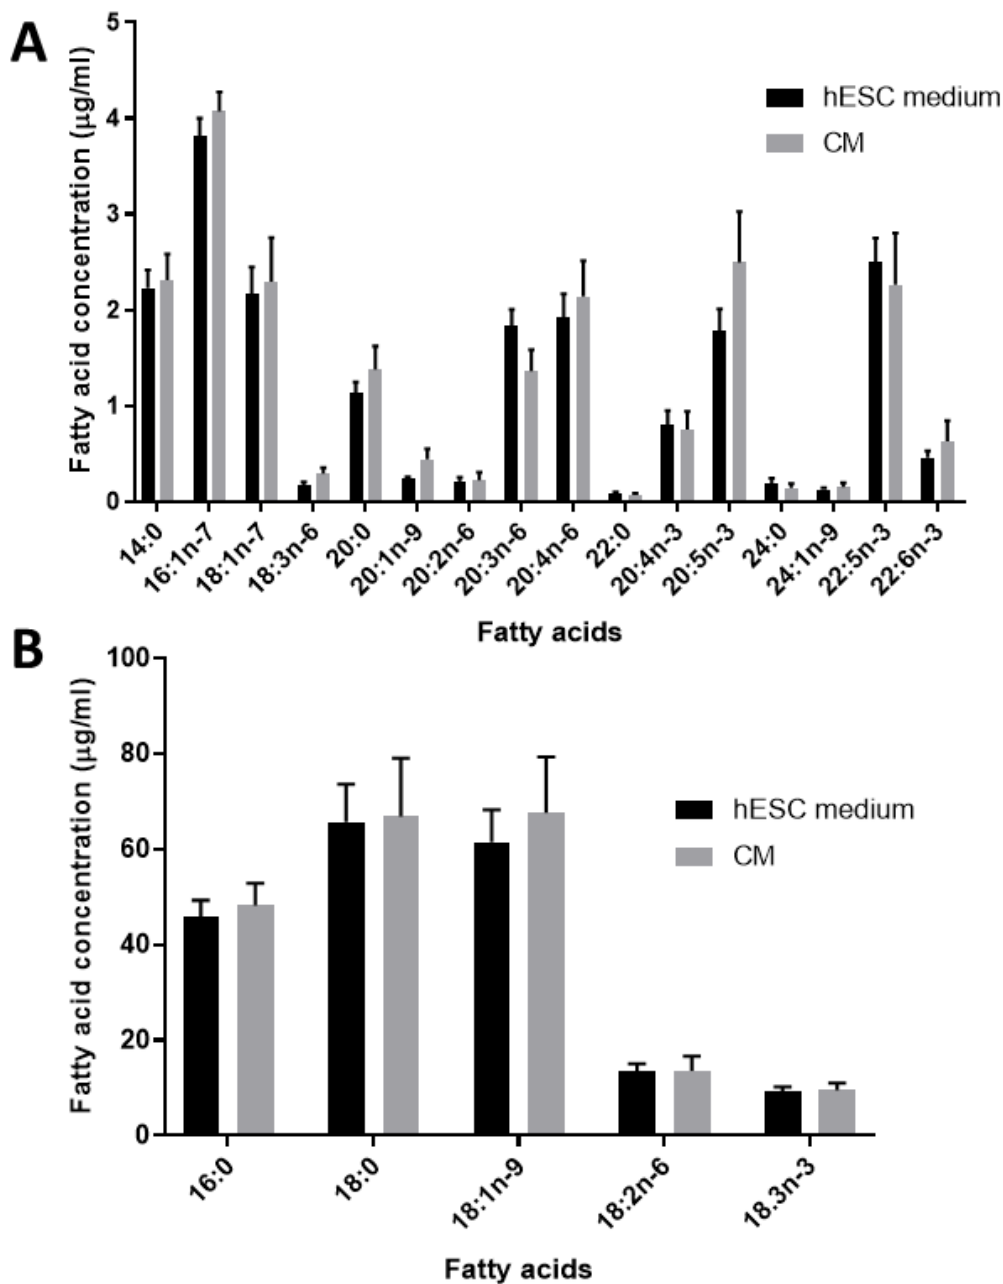 A
Fatty acid concentration (µg/ml)
5
4
3
2
1
0
hESC medium
CM
14:0
16:1n-7
18:1n-7
18:3n-6
20:0
20:1n-9
20:2n-6
20:3n-6
20:4n-6
22:0
20:4n-3
20:5n-3
24:0
24:1n-9
22:5n-3
22:6n-3
Fatty acids
B
Fatty acid concentration (µg/ml)
100
80
60
40
20
0
hESC medium
CM
16:0
18:0
18:1n-9
18:2n-6
18.3n-3
Fatty acids